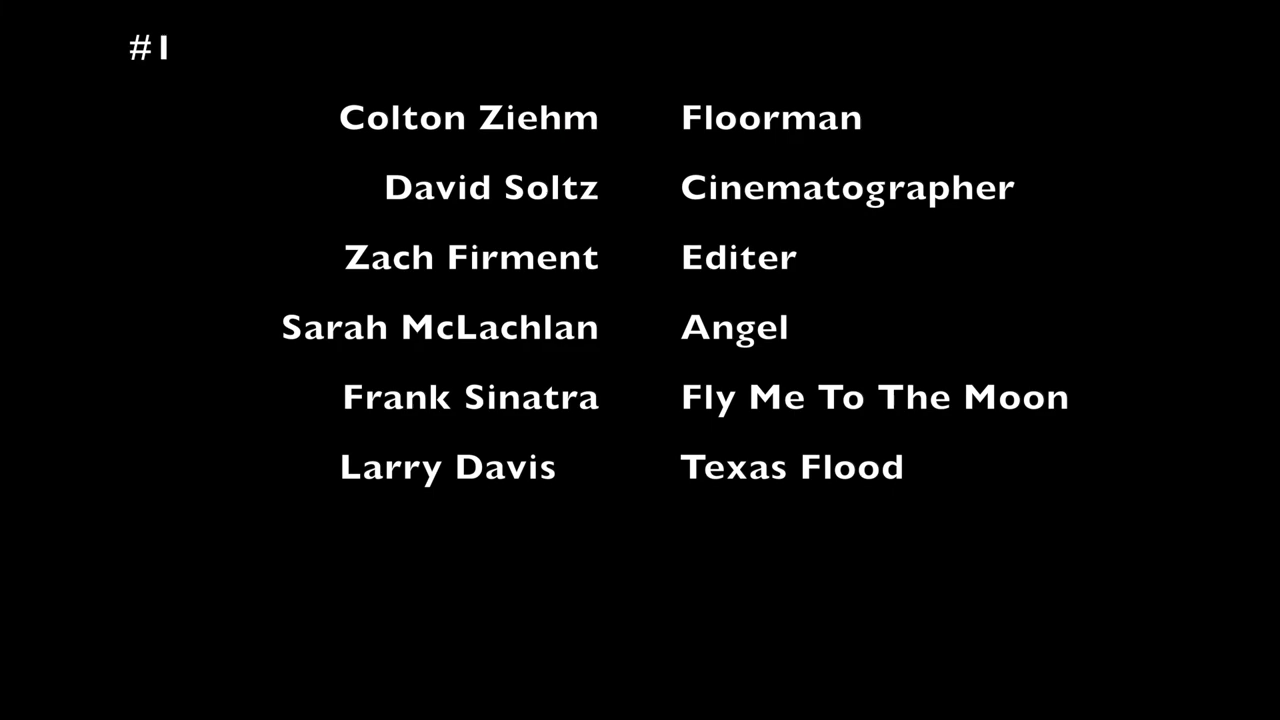 #1
Colton Ziehm Floorman
David Soltz Cinematographer
Zach Firment Editer
Sarah McLachlan Angel
Frank Sinatra Fly Me To The Moon
Larry Davis Texas Flood